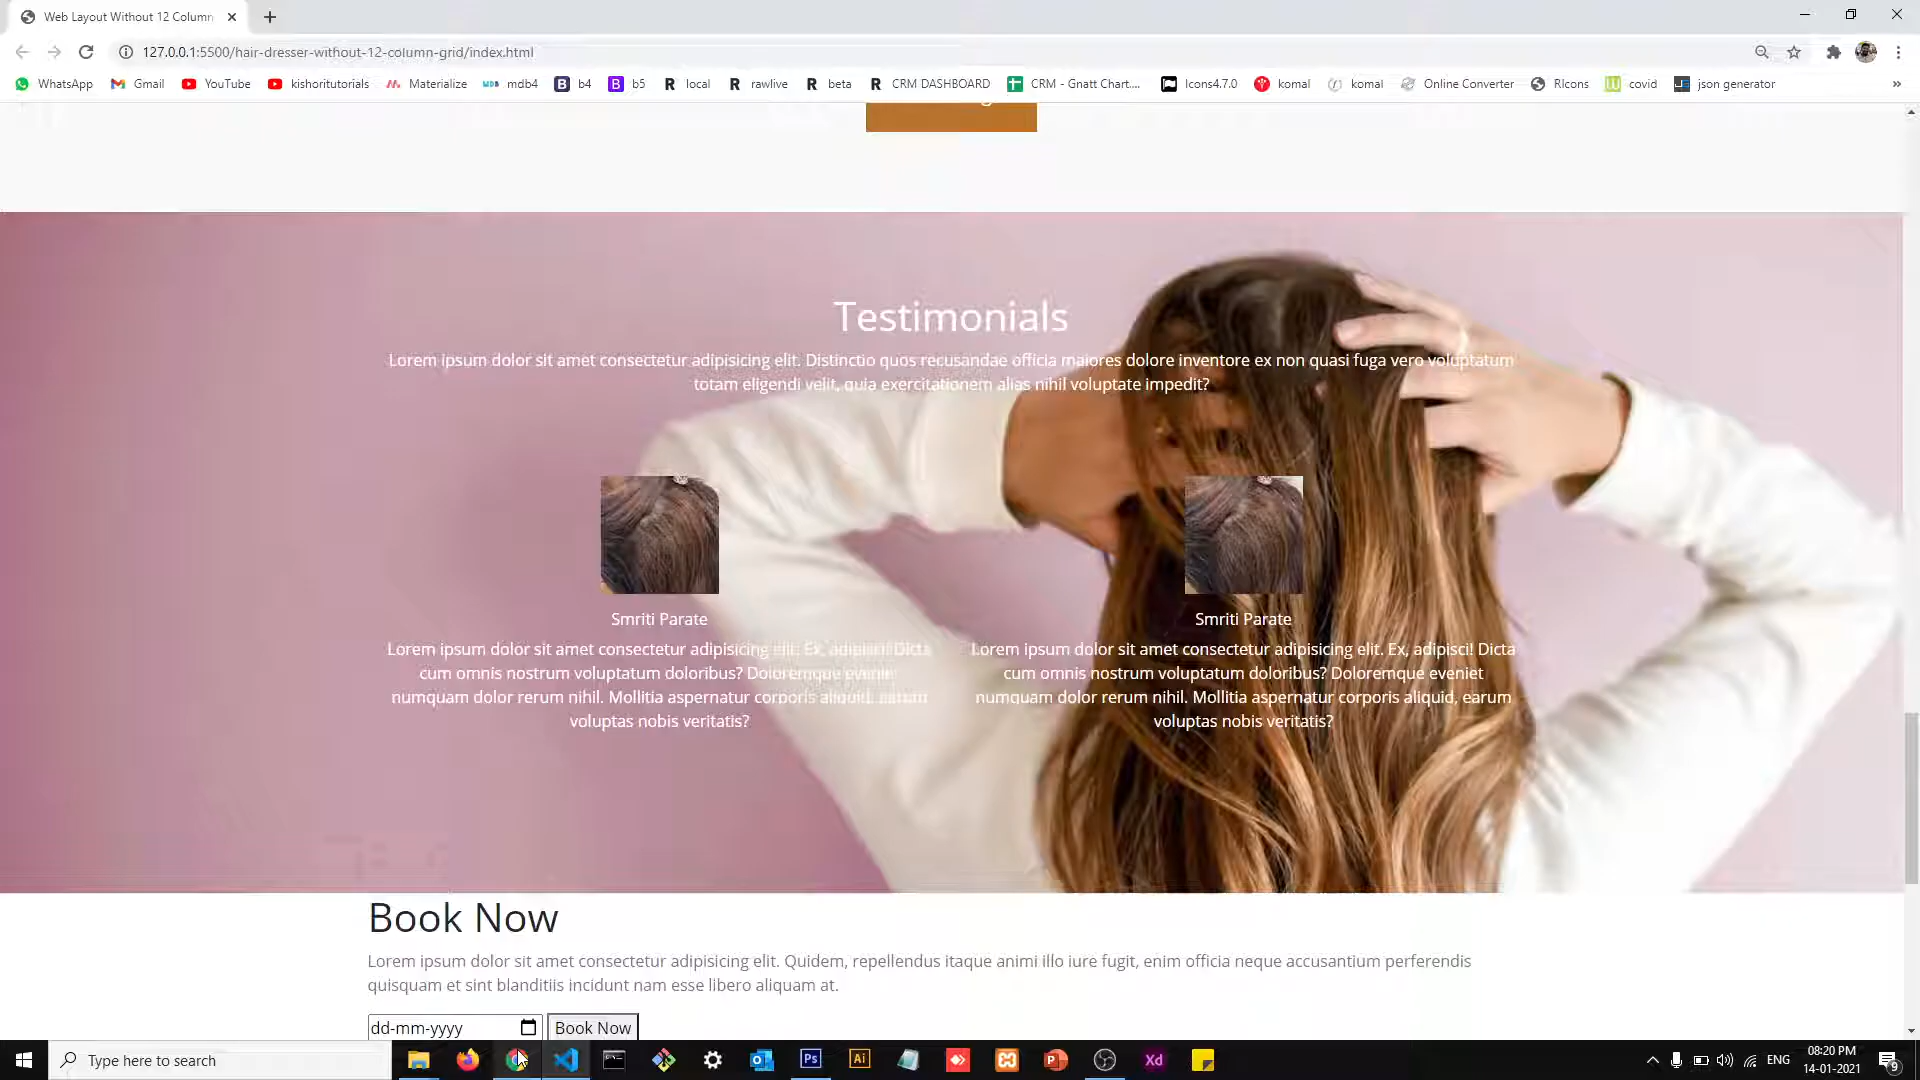 Web Layout Without 12 Column
127.0.0.1:5500/hair-dresser-without-12-column-grid/index.html
WhatsApp Gmail YouTube kishoritutorials Materialize mdb4 b4 b5 local rawlive beta CRM DASHBOARD CRM - Gnatt Chart.... Icons4.7.0 komal komal Online Converter RIcons covid json generator
Testimonials
Lorem ipsum dolor sit amet consectetur adipisicing elit. Distinctio quos recusandae officia maiores dolore inventore ex non quasi fuga vero voluptatum
totam eligendi velit, quia exercitationem alias nihil voluptate impedit?
Smriti Parate
Lorem ipsum dolor sit amet consectetur adipisicing elit. Ex, adipisci! Dicta
cum omnis nostrum voluptatum doloribus? Doloremque eveniet
numquam dolor rerum nihil. Mollitia aspernatur corporis aliquid, earum
voluptas nobis veritatis?
Smriti Parate
Lorem ipsum dolor sit amet consectetur adipisicing elit. Ex, adipisci! Dicta
cum omnis nostrum voluptatum doloribus? Doloremque eveniet
numquam dolor rerum nihil. Mollitia aspernatur corporis aliquid, earum
voluptas nobis veritatis?
Book Now
Lorem ipsum dolor sit amet consectetur adipisicing elit. Quidem, repellendus itaque animi illo iure fugit, enim officia neque accusantium perferendis
quisquam et sint blanditiis incidunt nam esse libero aliquam at.
dd-mm-yyyy Book Now
Type here to search
Ps Ai Xd
ENG
08:20 PM
14-01-2021
9